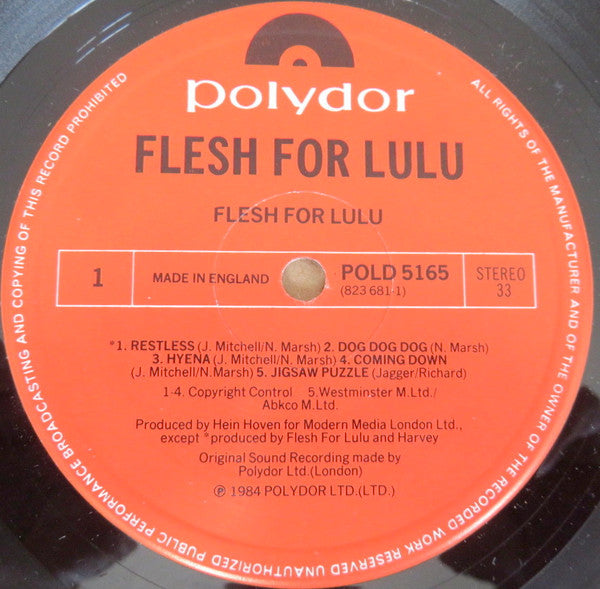 polydor
FLESH FOR LULU
FLESH FOR LULU
1
MADE IN ENGLAND
POLD 5165
(823 681-1)
STEREO
33
*1. RESTLESS (J. Mitchell/N. Marsh) 2. DOG DOG DOG (N. Marsh)
3. HYENA (J. Mitchell/N. Marsh) 4. COMING DOWN
(J. Mitchell/N.Marsh) 5. JIGSAW PUZZLE (Jagger/Richard)
1-4. Copyright Control 5.Westminster M.Ltd./
Abkco M.Ltd.
Produced by Hein Hoven for Modern Media London Ltd.,
except *produced by Flesh For Lulu and Harvey
Original Sound Recording made by
Polydor Ltd.(London)
℗ 1984 POLYDOR LTD.(LTD.)
ALL RIGHTS OF THE MANUFACTURER AND OF THE OWNER OF THE RECORDED WORK RESERVED UNAUTHORIZED PUBLIC PERFORMANCE BROADCASTING AND COPYING OF THIS RECORD PROHIBITED